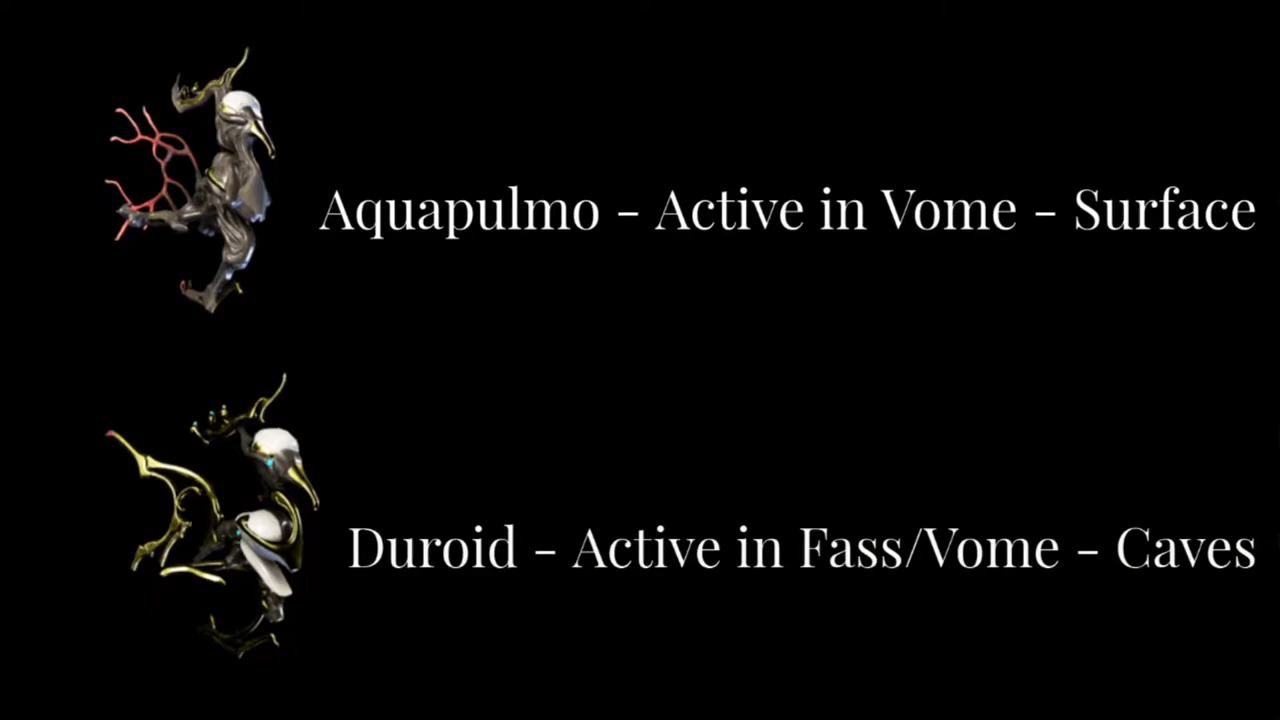 Aquapulmo - Active in Vome - Surface
Duroid - Active in Fass/Vome - Caves